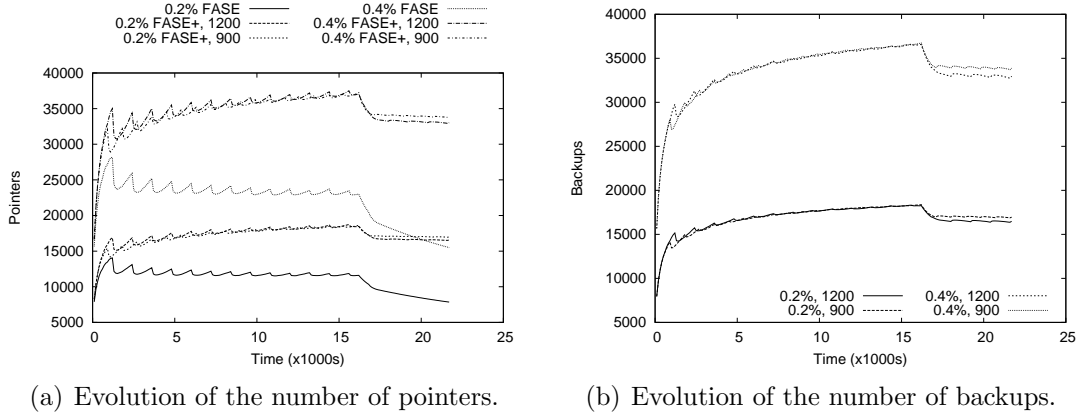 0.2% FASE
0.2% FASE+, 1200
0.2% FASE+, 900
0.4% FASE
0.4% FASE+, 1200
0.4% FASE+, 900
40000
35000
30000
25000
20000
15000
10000
5000
Pointers
0 5 10 15 20 25
Time (x1000s)
(a) Evolution of the number of pointers.
40000
35000
30000
25000
20000
15000
10000
5000
Backups
0.2%, 1200
0.2%, 900
0.4%, 1200
0.4%, 900
0 5 10 15 20 25
Time (x1000s)
(b) Evolution of the number of backups.